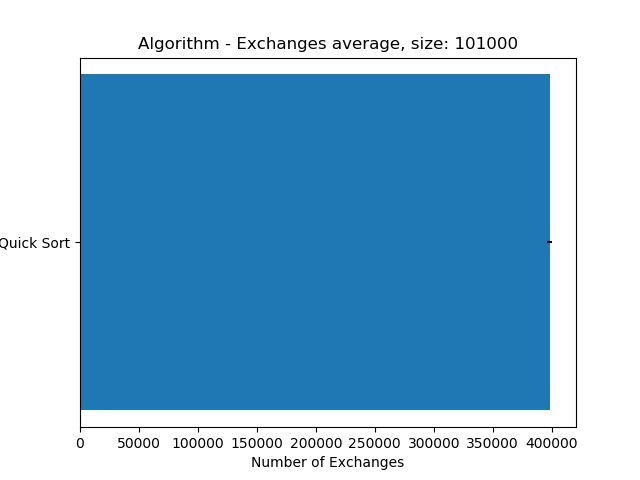 Algorithm - Exchanges average, size: 101000
Quick Sort
0 50000 100000 150000 200000 250000 300000 350000 400000
Number of Exchanges